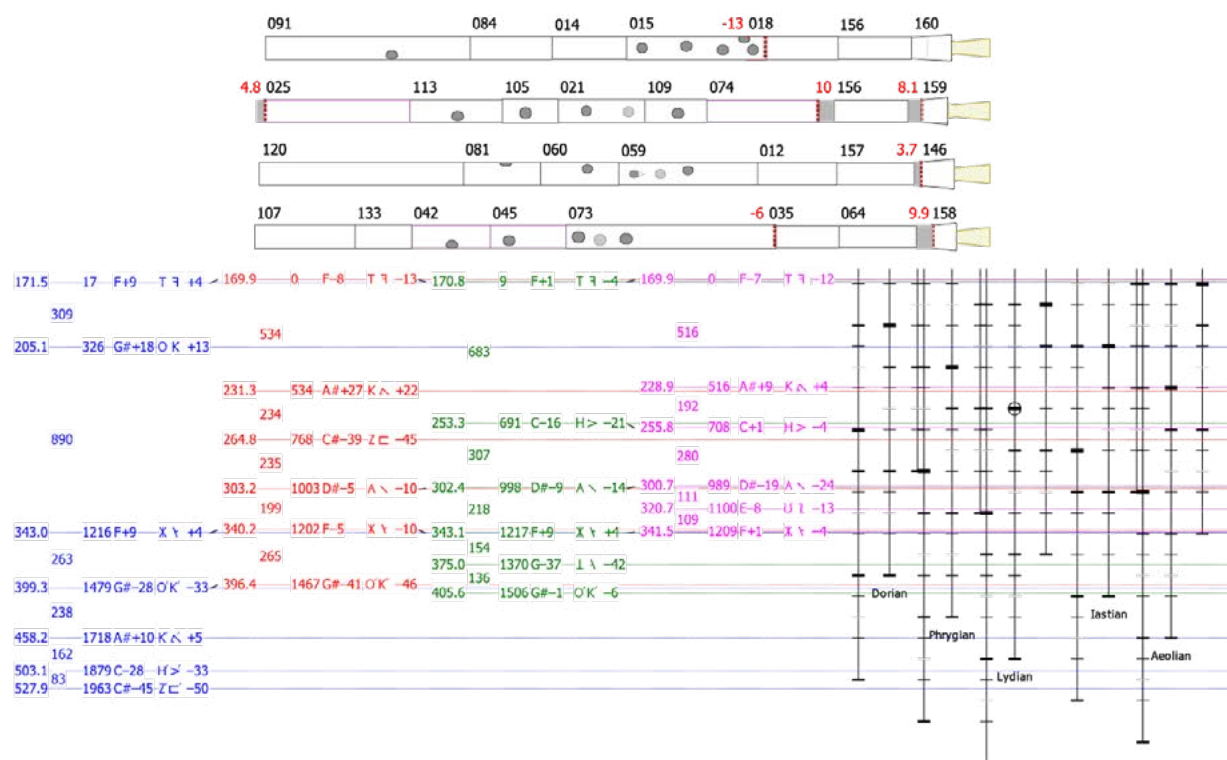 091 084 014 015 -13 018 156 160
4.8 025 113 105 021 109 074 10 156 8.1 159
120 081 060 059 012 157 3.7 146
107 133 042 045 073 -6 035 064 9.9 158
171.5 17 F+9 T +4 169.9 0 F−8 T −13 170.8 9 F+1 T −4 169.9 0 F−7 T −12
309
534 516
205.1 326 G#+18 O K +13
683
231.3 534 A#+27 K −22 228.9 516 A#+9 K +4
192
234
253.3 691 C−16 H > −21 255.8 708 C+1 H > −4
890 264.8 768 C#−39 Z ⊏ −45
307 280
235
303.2 1003 D#−5 A \ −10 302.4 998 D#−9 A \ −14 300.7 989 D#−19 A \ −24
111
199 218 320.7 1100 E−8 −13
109
343.0 1216 F+9 +4 340.2 1202 F−5 −10 343.1 1217 F+9 +4 341.5 1209 F+1 −4
154
263 265
375.0 1370 G−37 −42
136
399.3 1479 G#−28 O'K' −33 396.4 1467 G#−41 O'K' −46 405.6 1506 G#−1 O'K' −6
Dorian
238 Iastian
458.2 1718 A#+10 K +5 Phrygian
162 Aeolian
503.1 1879 C−28 H'>' −33
83 Lydian
527.9 1963 C#−45 Z'⊏' −50